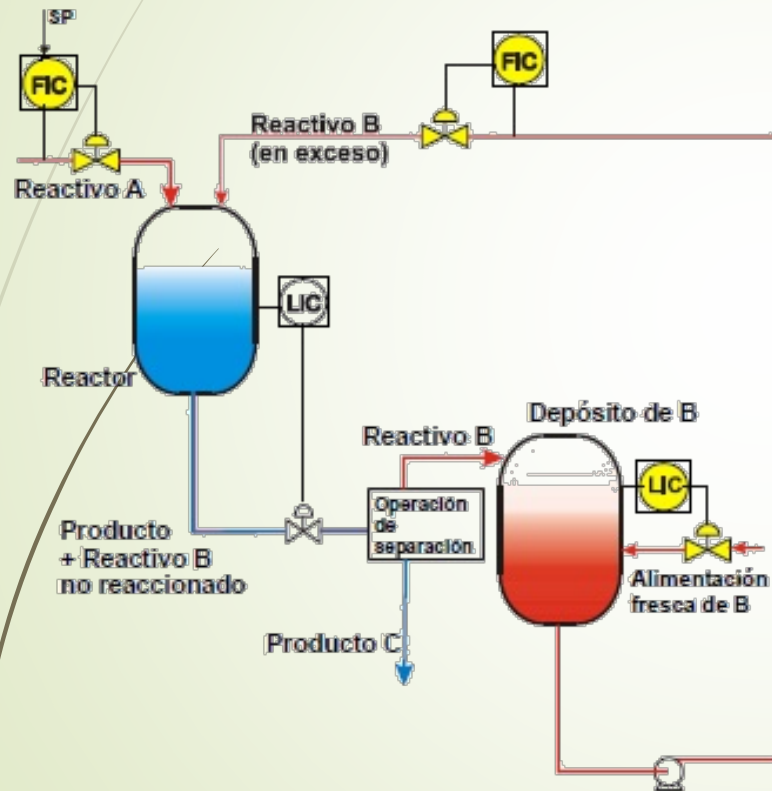 SP
FIC
FIC
Reactivo B
(en exceso)
Reactivo A
LIC
Reactor
Depósito de B
Reactivo B
LIC
Operación
de
separación
Producto
+ Reactivo B
no reaccionado
Alimentación
fresca de B
Producto C